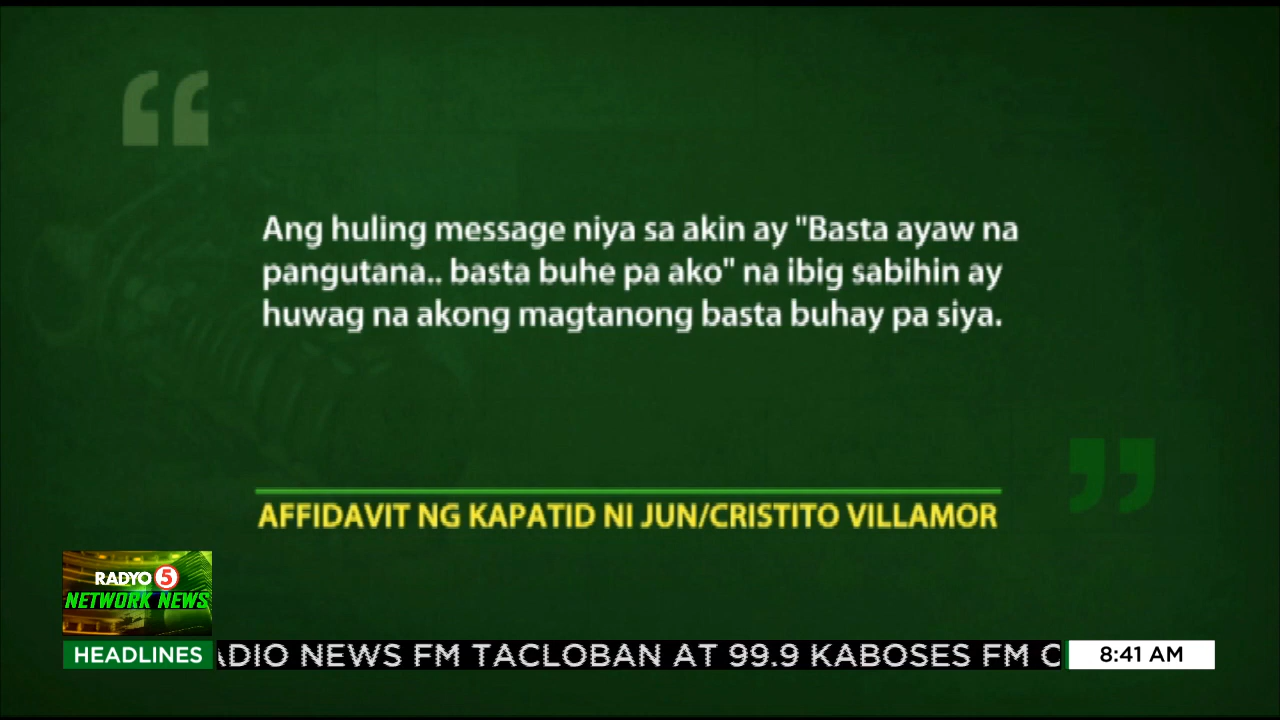 Ang huling message niya sa akin ay "Basta ayaw na
pangutana.. basta buhe pa ako" na ibig sabihin ay
huwag na akong magtanong basta buhay pa siya.
AFFIDAVIT NG KAPATID NI JUN/CRISTITO VILLAMOR
RADYO 5
NETWORK NEWS
HEADLINES
ADIO NEWS FM TACLOBAN AT 99.9 KABOSES FM
8:41 AM